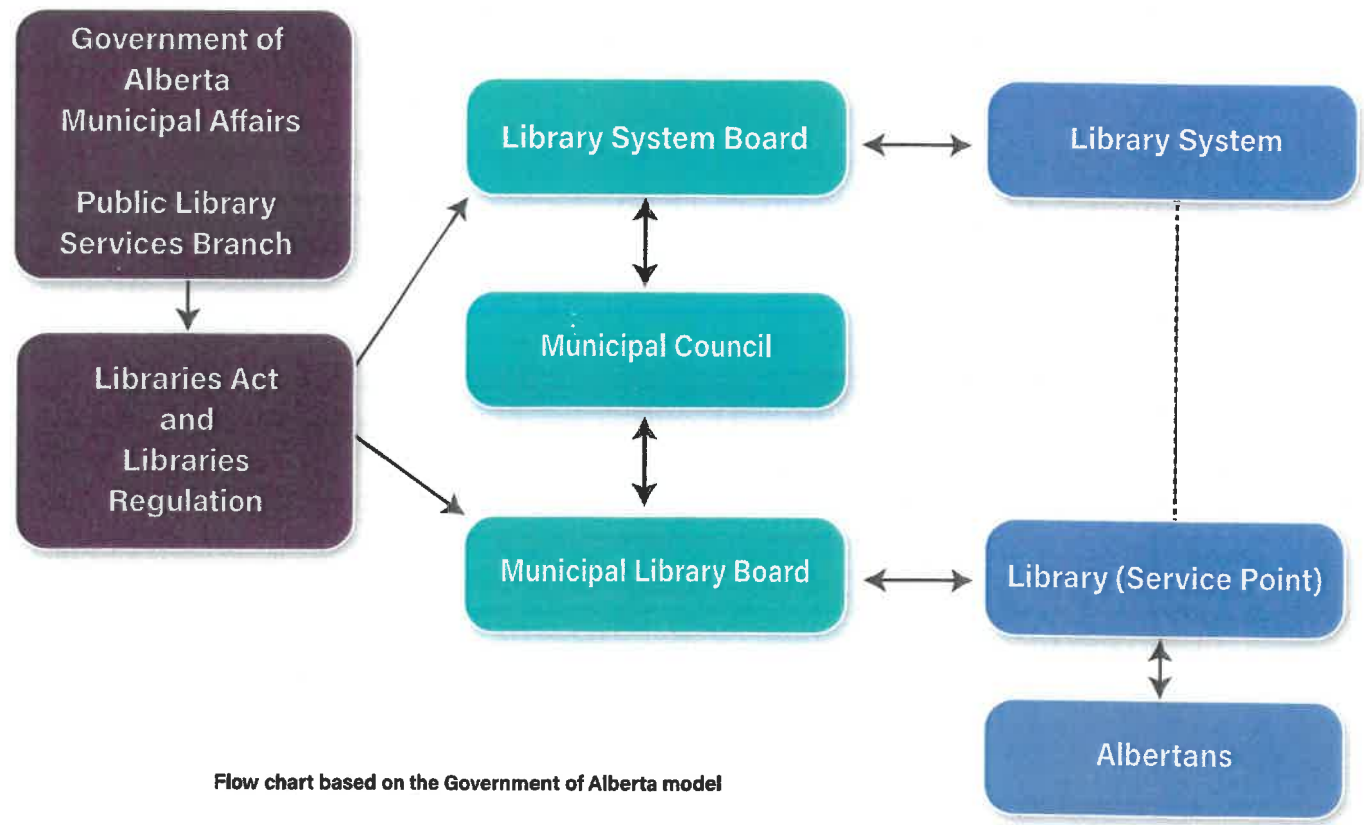 Government of
Alberta
Municipal Affairs
Public Library
Services Branch
Libraries Act
and
Libraries
Regulation
Library System Board
Municipal Council
Municipal Library Board
Library System
Library (Service Point)
Albertans
Flow chart based on the Government of Alberta model